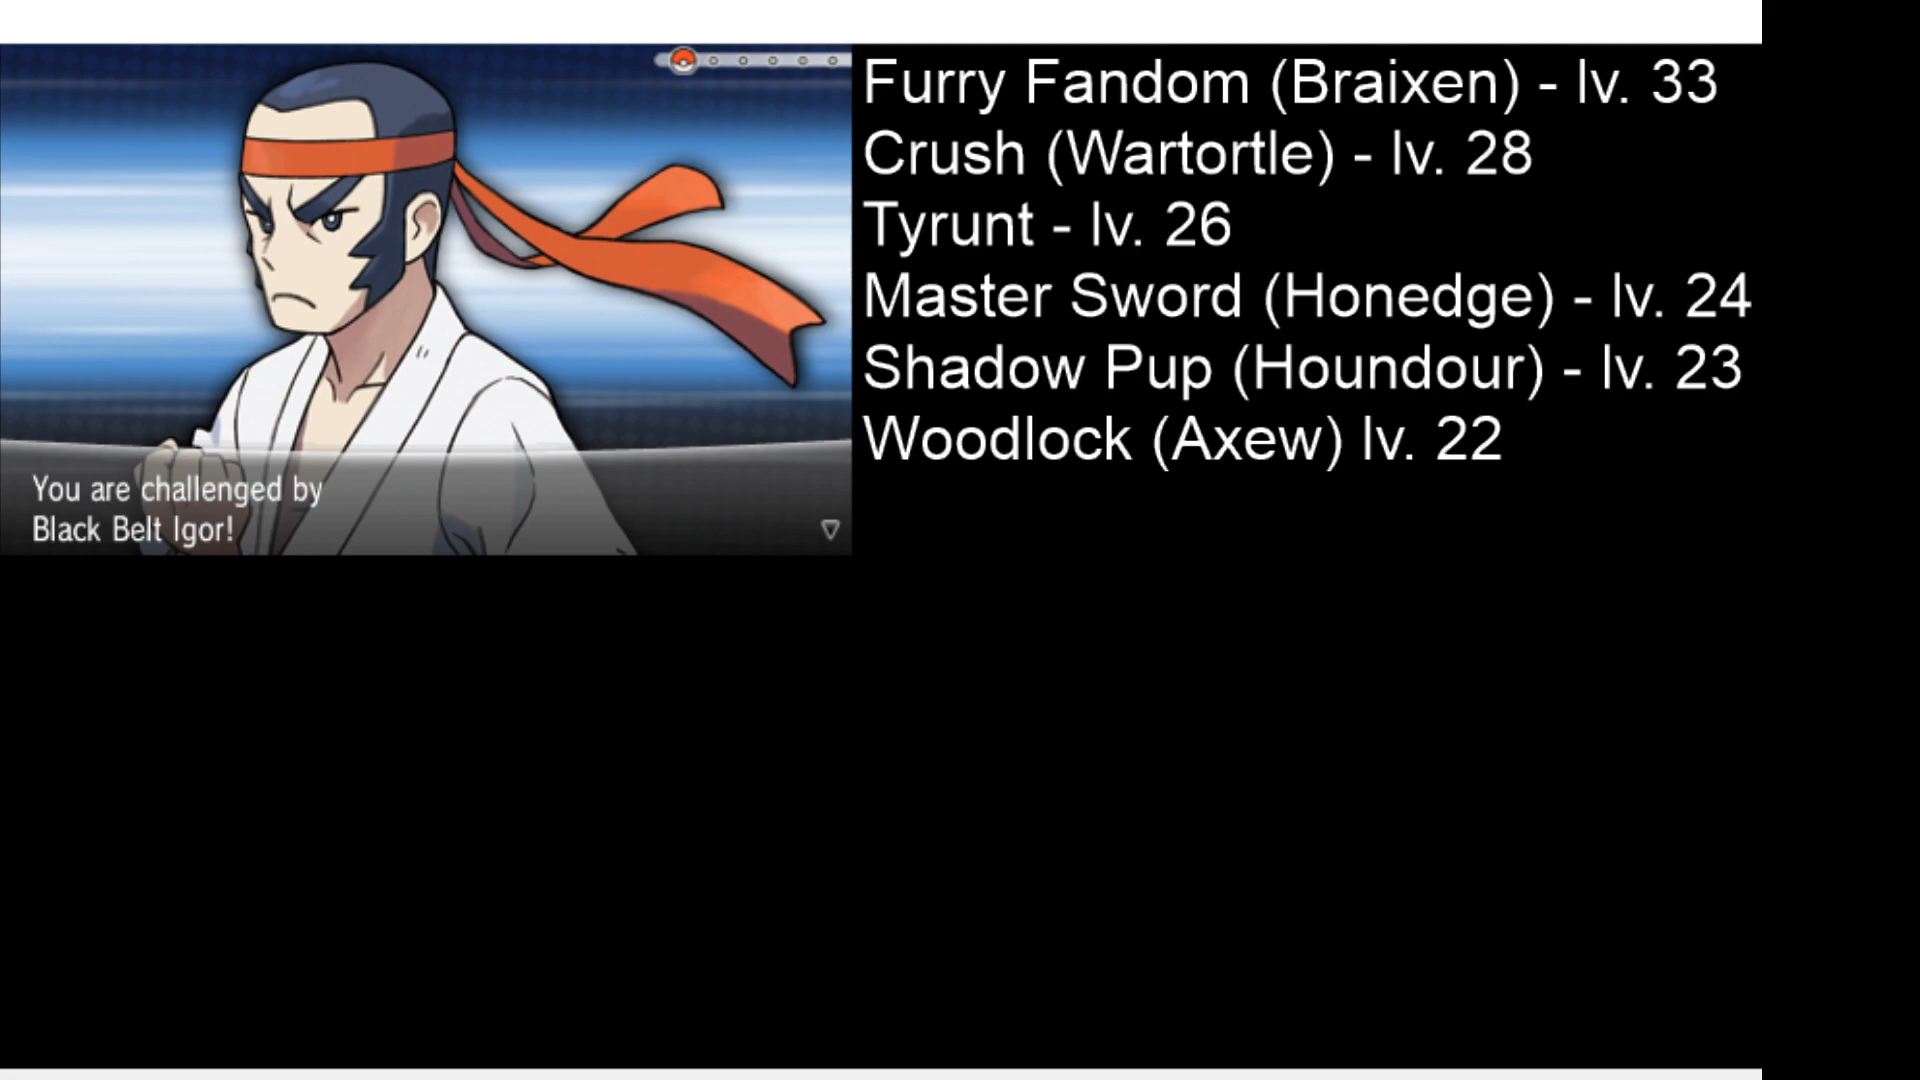 Furry Fandom (Braixen) - lv. 33
Crush (Wartortle) - lv. 28
Tyrunt - lv. 26
Master Sword (Honedge) - lv. 24
Shadow Pup (Houndour) - lv. 23
Woodlock (Axew) lv. 22
You are challenged by
Black Belt Igor!